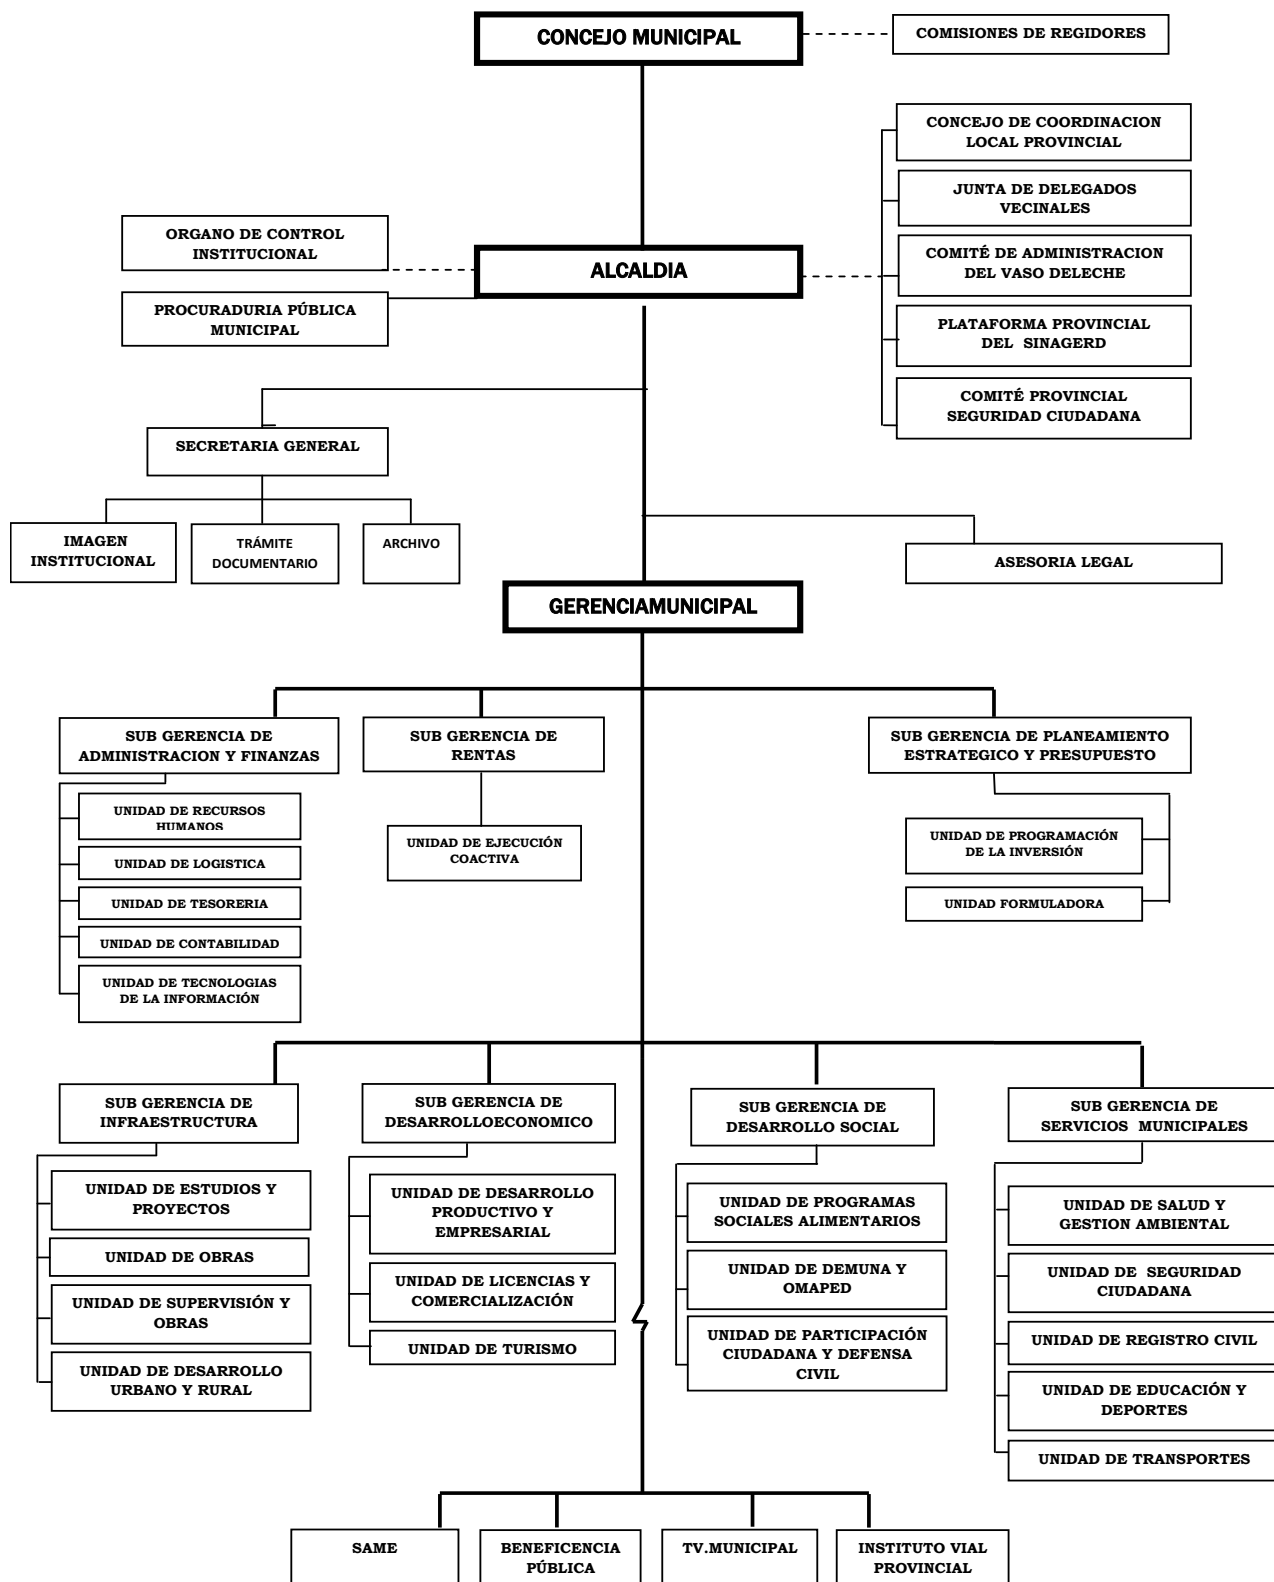 CONCEJO MUNICIPAL
COMISIONES DE REGIDORES
CONCEJO DE COORDINACION
LOCAL PROVINCIAL
JUNTA DE DELEGADOS
VECINALES
ORGANO DE CONTROL
INSTITUCIONAL
ALCALDIA
COMITÉ DE ADMINISTRACION
DEL VASO DELECHE
PROCURADURIA PÚBLICA
MUNICIPAL
PLATAFORMA PROVINCIAL
DEL SINAGERD
COMITÉ PROVINCIAL
SEGURIDAD CIUDADANA
SECRETARIA GENERAL
IMAGEN
INSTITUCIONAL
TRÁMITE
DOCUMENTARIO
ARCHIVO
ASESORIA LEGAL
GERENCIAMUNICIPAL
SUB GERENCIA DE
ADMINISTRACION Y FINANZAS
SUB GERENCIA DE
RENTAS
SUB GERENCIA DE PLANEAMIENTO
ESTRATEGICO Y PRESUPUESTO
UNIDAD DE RECURSOS
HUMANOS
UNIDAD DE LOGISTICA
UNIDAD DE TESORERIA
UNIDAD DE CONTABILIDAD
UNIDAD DE TECNOLOGIAS
DE LA INFORMACIÓN
UNIDAD DE EJECUCIÓN
COACTIVA
UNIDAD DE PROGRAMACIÓN
DE LA INVERSIÓN
UNIDAD FORMULADORA
SUB GERENCIA DE
INFRAESTRUCTURA
SUB GERENCIA DE
DESARROLLOECONOMICO
SUB GERENCIA DE
DESARROLLO SOCIAL
SUB GERENCIA DE
SERVICIOS MUNICIPALES
UNIDAD DE ESTUDIOS Y
PROYECTOS
UNIDAD DE OBRAS
UNIDAD DE SUPERVISIÓN Y
OBRAS
UNIDAD DE DESARROLLO
URBANO Y RURAL
UNIDAD DE DESARROLLO
PRODUCTIVO Y
EMPRESARIAL
UNIDAD DE LICENCIAS Y
COMERCIALIZACIÓN
UNIDAD DE TURISMO
UNIDAD DE PROGRAMAS
SOCIALES ALIMENTARIOS
UNIDAD DE DEMUNA Y
OMAPED
UNIDAD DE PARTICIPACIÓN
CIUDADANA Y DEFENSA
CIVIL
UNIDAD DE SALUD Y
GESTION AMBIENTAL
UNIDAD DE SEGURIDAD
CIUDADANA
UNIDAD DE REGISTRO CIVIL
UNIDAD DE EDUCACIÓN Y
DEPORTES
UNIDAD DE TRANSPORTES
SAME
BENEFICENCIA
PÚBLICA
TV.MUNICIPAL
INSTITUTO VIAL
PROVINCIAL